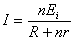 I = nE_i / (R + nr)